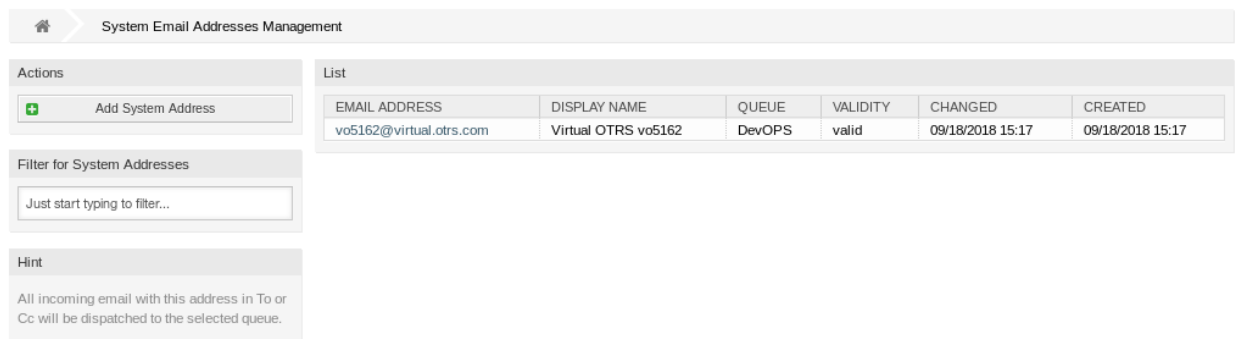 System Email Addresses Management
Actions
Add System Address
Filter for System Addresses
Just start typing to filter...
Hint
All incoming email with this address in To or
Cc will be dispatched to the selected queue.
List
EMAIL ADDRESS DISPLAY NAME QUEUE VALIDITY CHANGED CREATED
vo5162@virtual.otrs.com Virtual OTRS vo5162 DevOPS valid 09/18/2018 15:17 09/18/2018 15:17